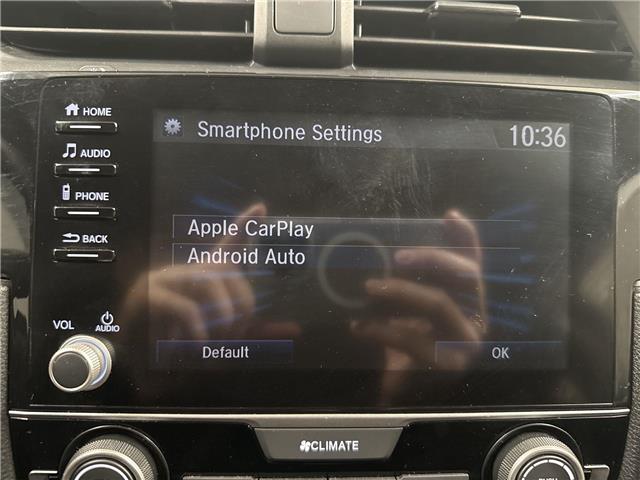 HOME
AUDIO
PHONE
BACK
VOL
AUDIO
Smartphone Settings
10:36
Apple CarPlay
Android Auto
Default
OK
CLIMATE